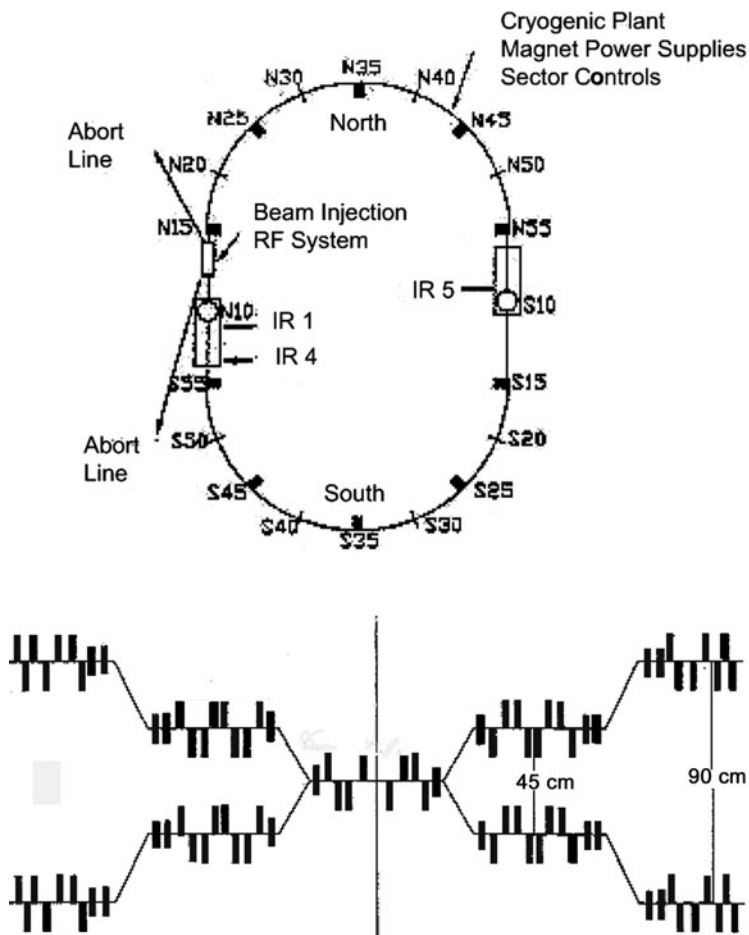 Cryogenic Plant
Magnet Power Supplies
Sector Controls
N35
N30
N40
N25
North
N45
Abort
Line
N20
N50
Beam Injection
RF System
N15
N55
IR 5
N10
S10
IR 1
IR 4
S55
S15
Abort
Line
S50
S20
S45
South
S25
S40
S30
S35
45 cm
90 cm